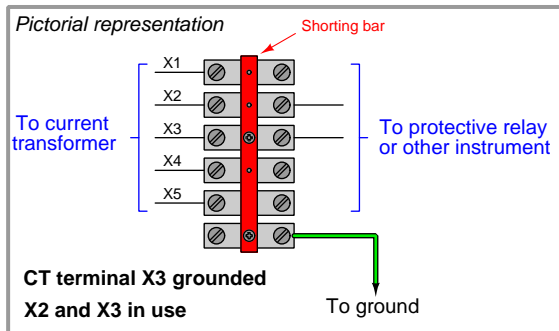 Pictorial representation
Shorting bar
X1
X2
X3
X4
X5
To current
transformer
To protective relay
or other instrument
CT terminal X3 grounded
X2 and X3 in use
To ground